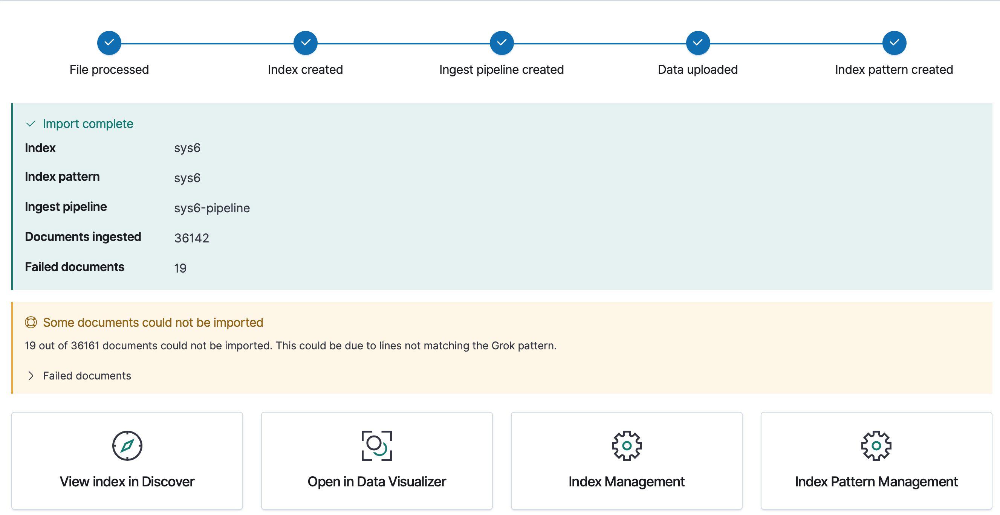 File processed
Index created
Ingest pipeline created
Data uploaded
Index pattern created
Import complete
Index sys6
Index pattern sys6
Ingest pipeline sys6-pipeline
Documents ingested 36142
Failed documents 19
Some documents could not be imported
19 out of 36161 documents could not be imported. This could be due to lines not matching the Grok pattern.
Failed documents
View index in Discover
Open in Data Visualizer
Index Management
Index Pattern Management